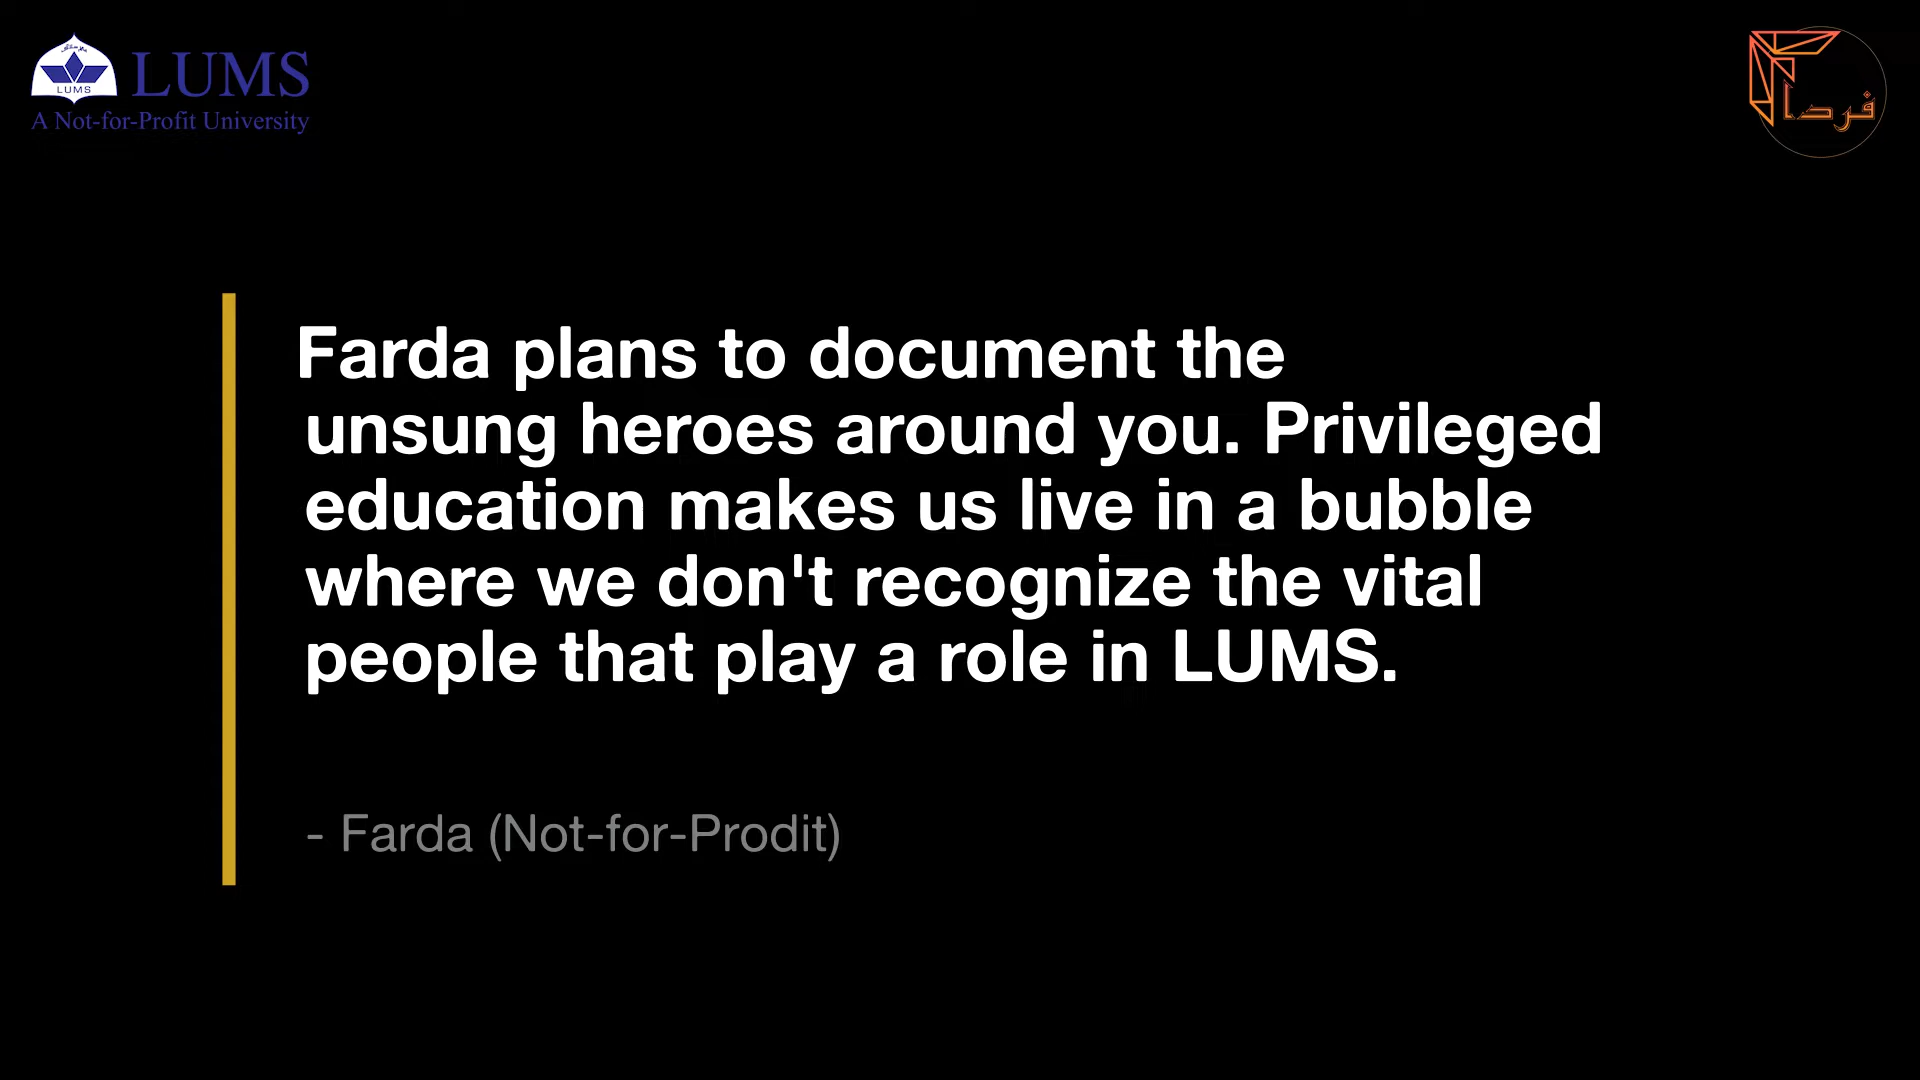 LUMS
LUMS
A Not-for-Profit University
Farda plans to document the
unsung heroes around you. Privileged
education makes us live in a bubble
where we don't recognize the vital
people that play a role in LUMS.
- Farda (Not-for-Prodit)